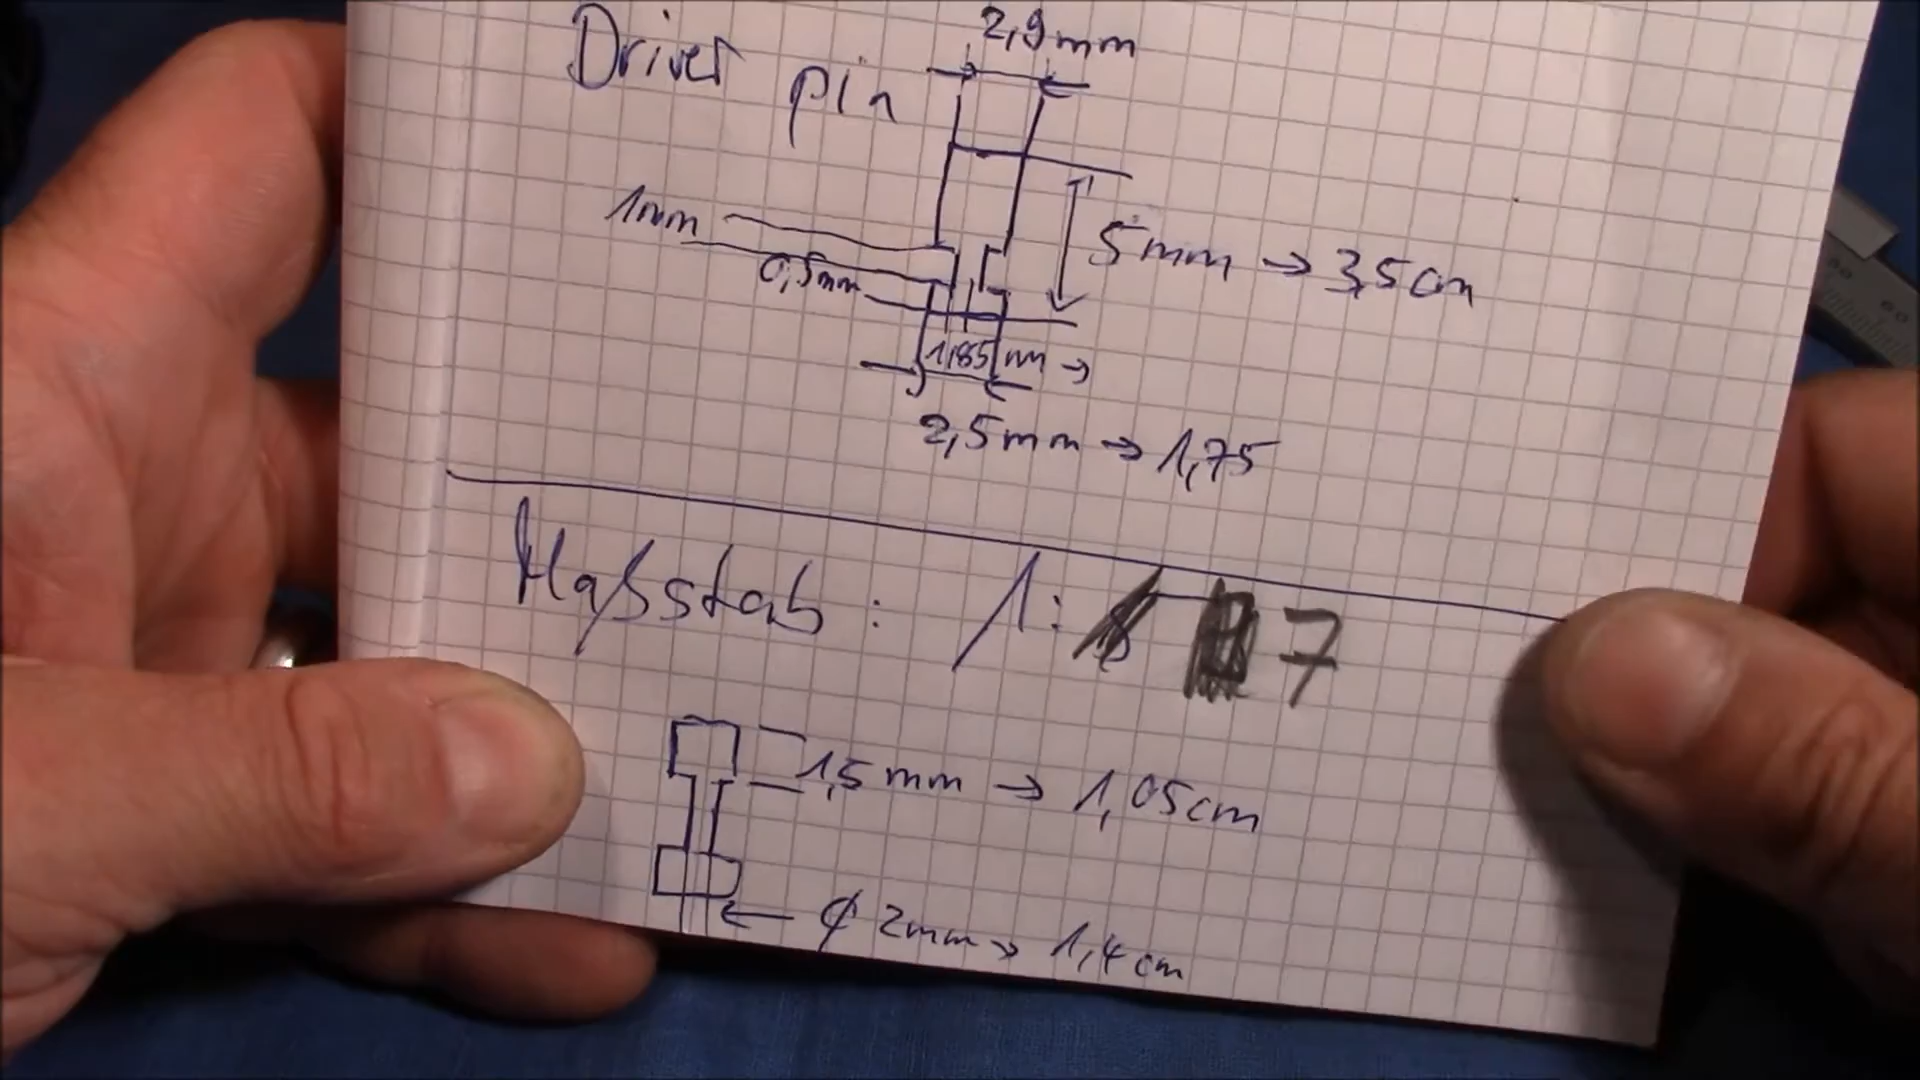 2,9mm
Driver pin
1mm
0,5mm
5mm → 3,5cm
1,85mm →
2,5mm → 1,75
Maßstab: 1: 7
1,5mm → 1,05cm
⌀ 2mm → 1,4cm